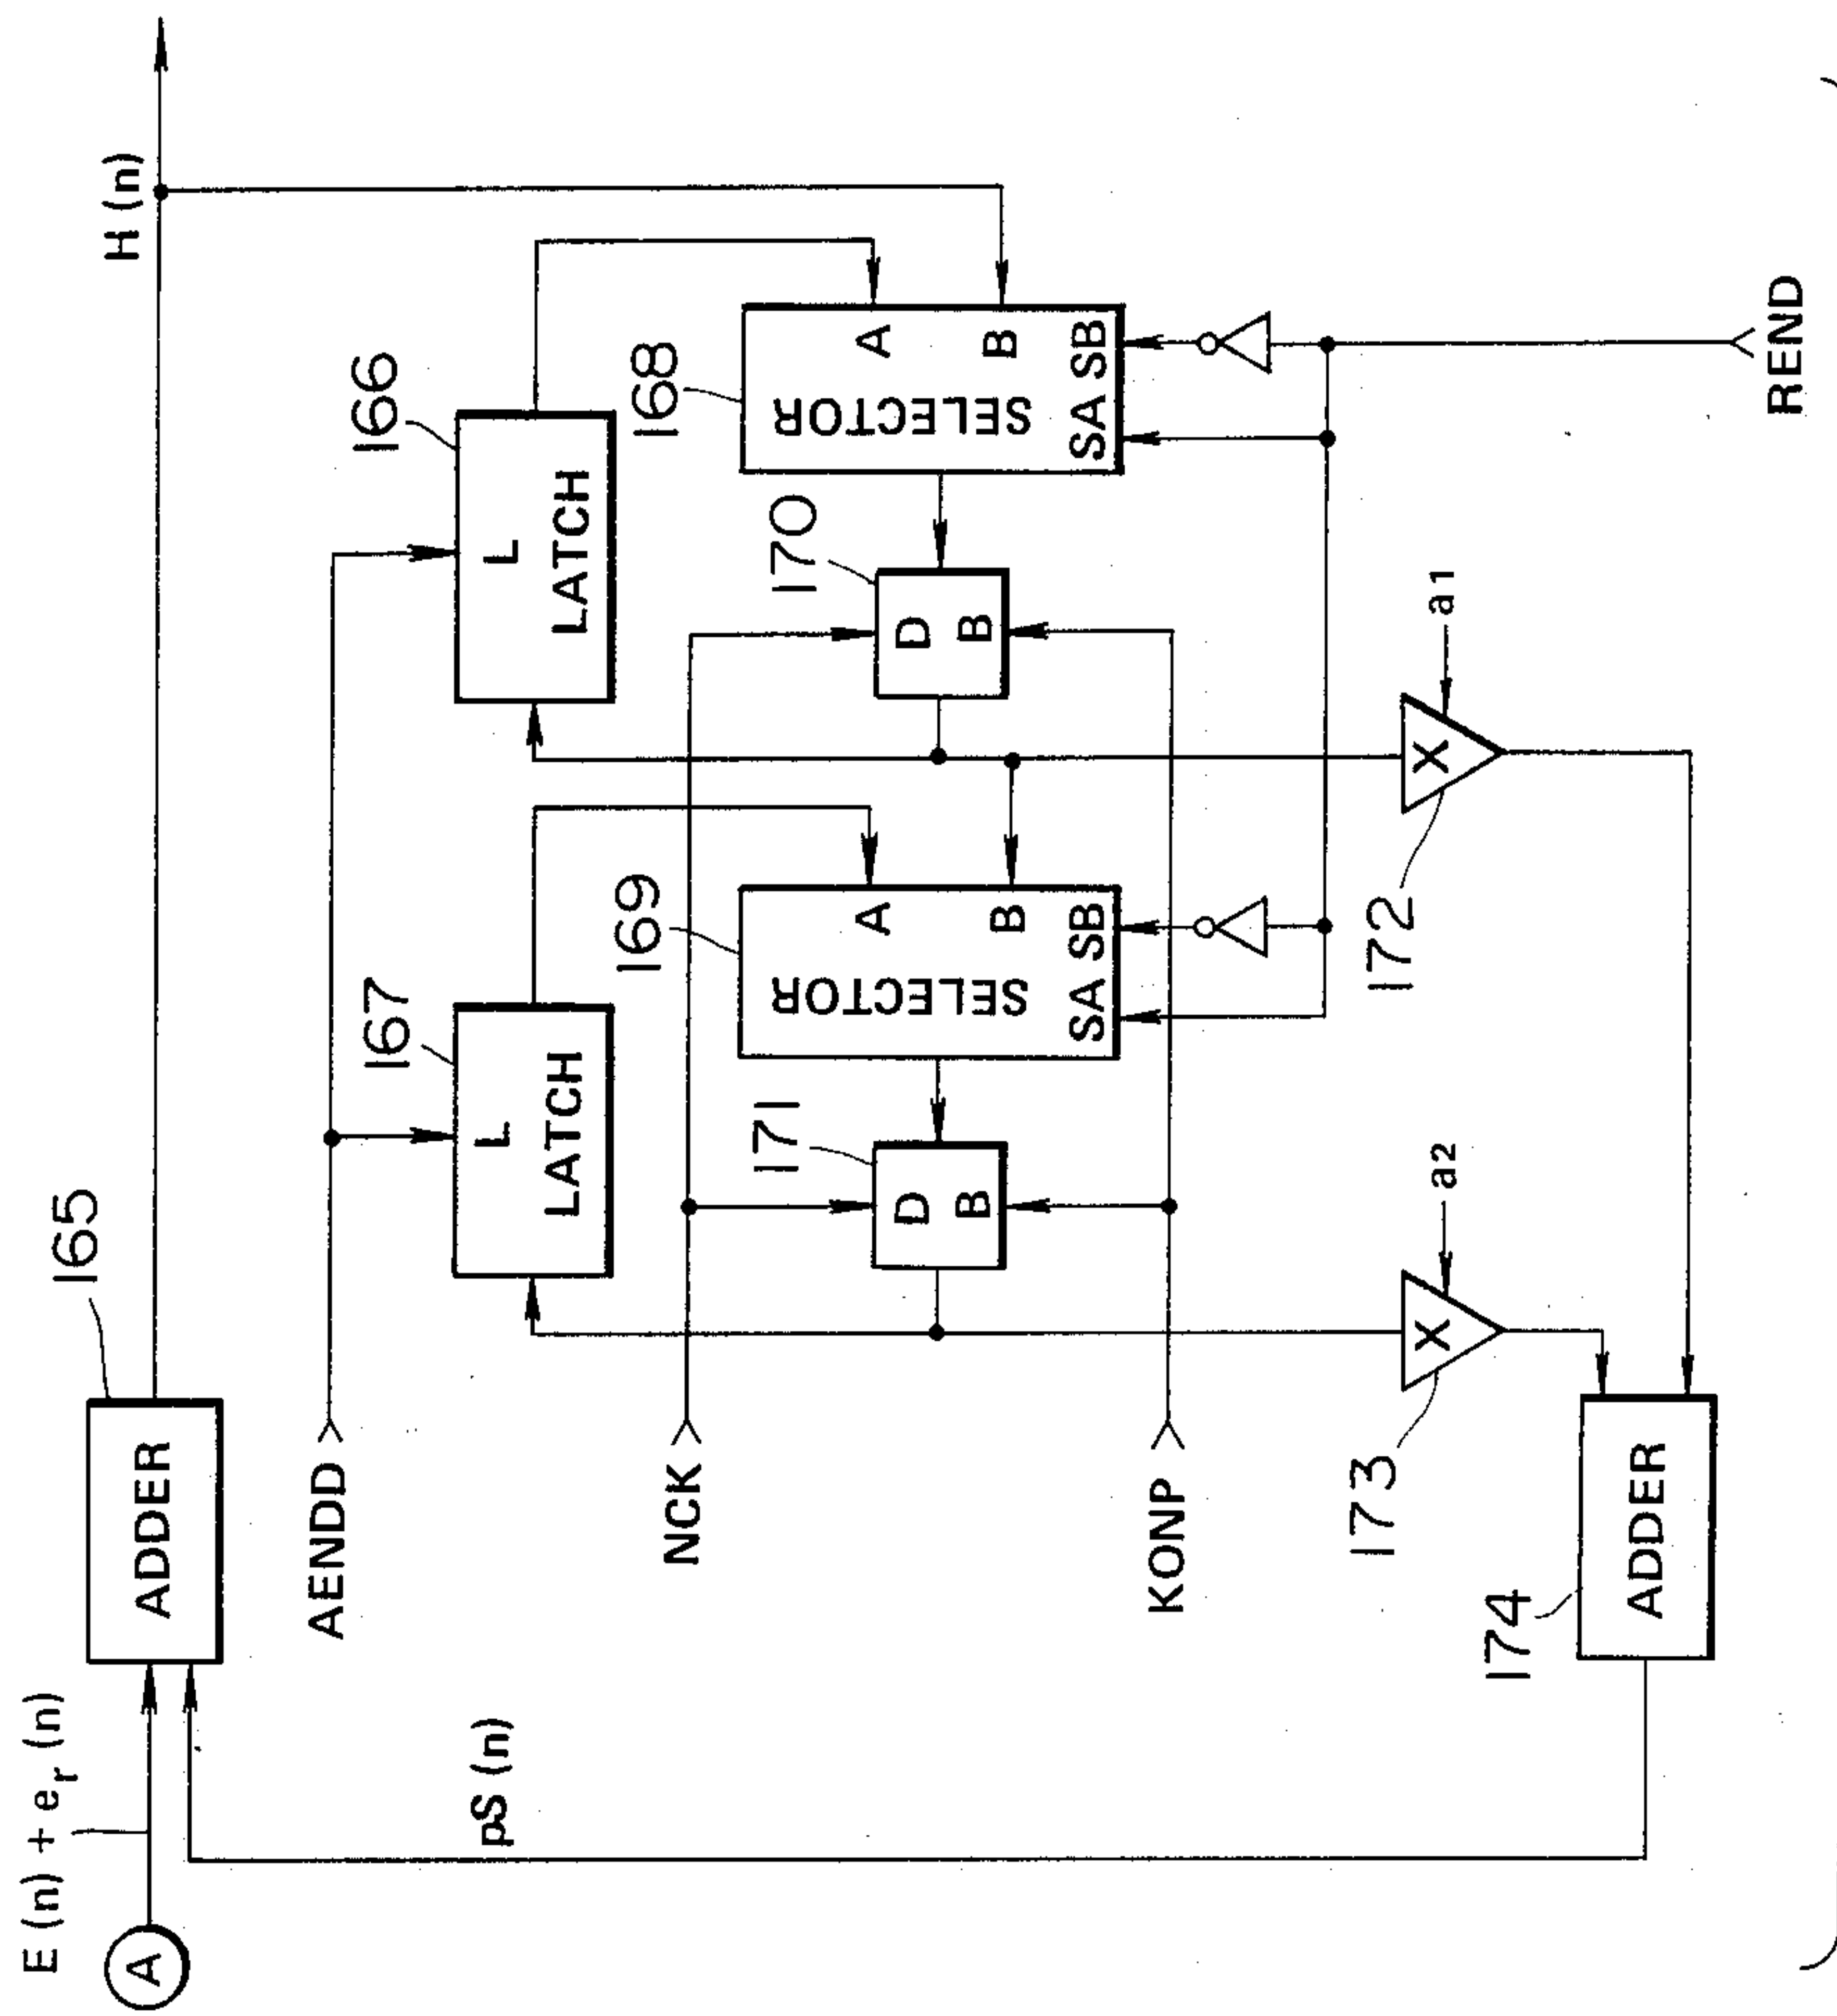 E(n)+e_r(n)
A
165
ADDER
H(n)
pS(n)
AENDD
167
166
L
LATCH
L
LATCH
NCK
169
168
A
B
SELECTOR
SA SB
A
B
SELECTOR
SA SB
171
170
D
B
D
B
KONP
173
a2
X
172
a1
X
174
ADDER
REND